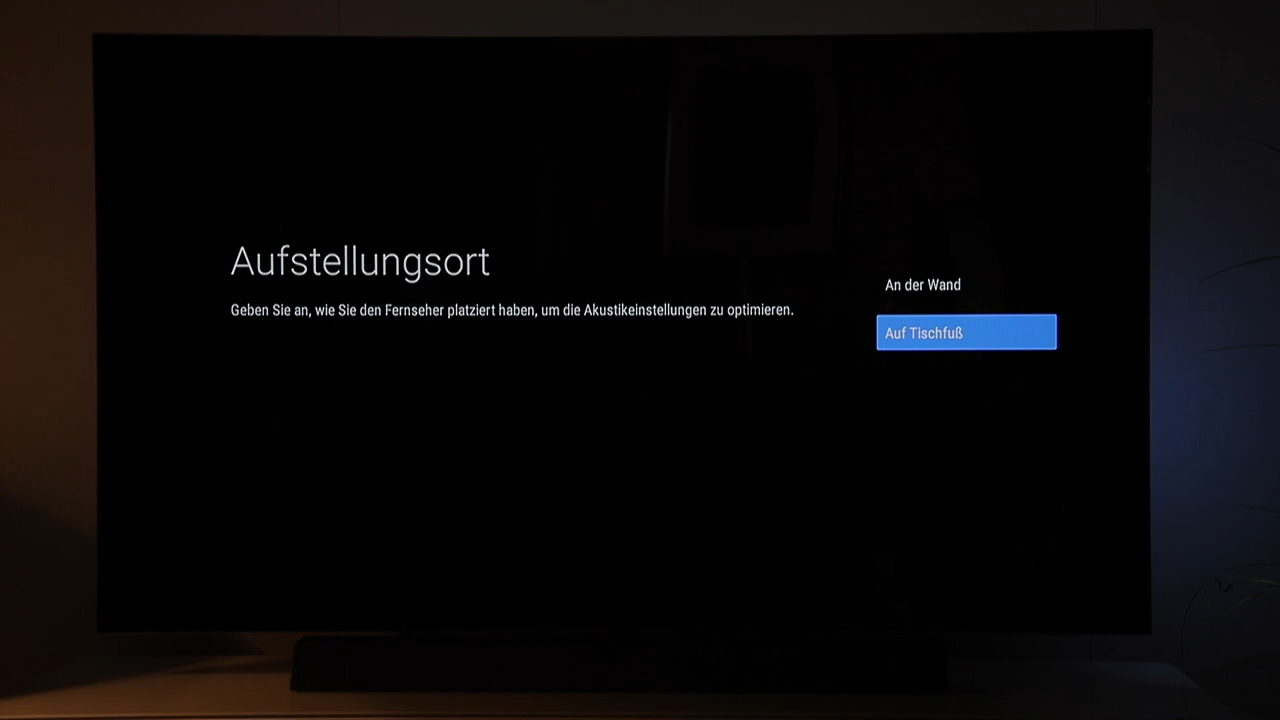 Aufstellungsort
Geben Sie an, wie Sie den Fernseher platziert haben, um die Akustikeinstellungen zu optimieren.
An der Wand
Auf Tischfuß